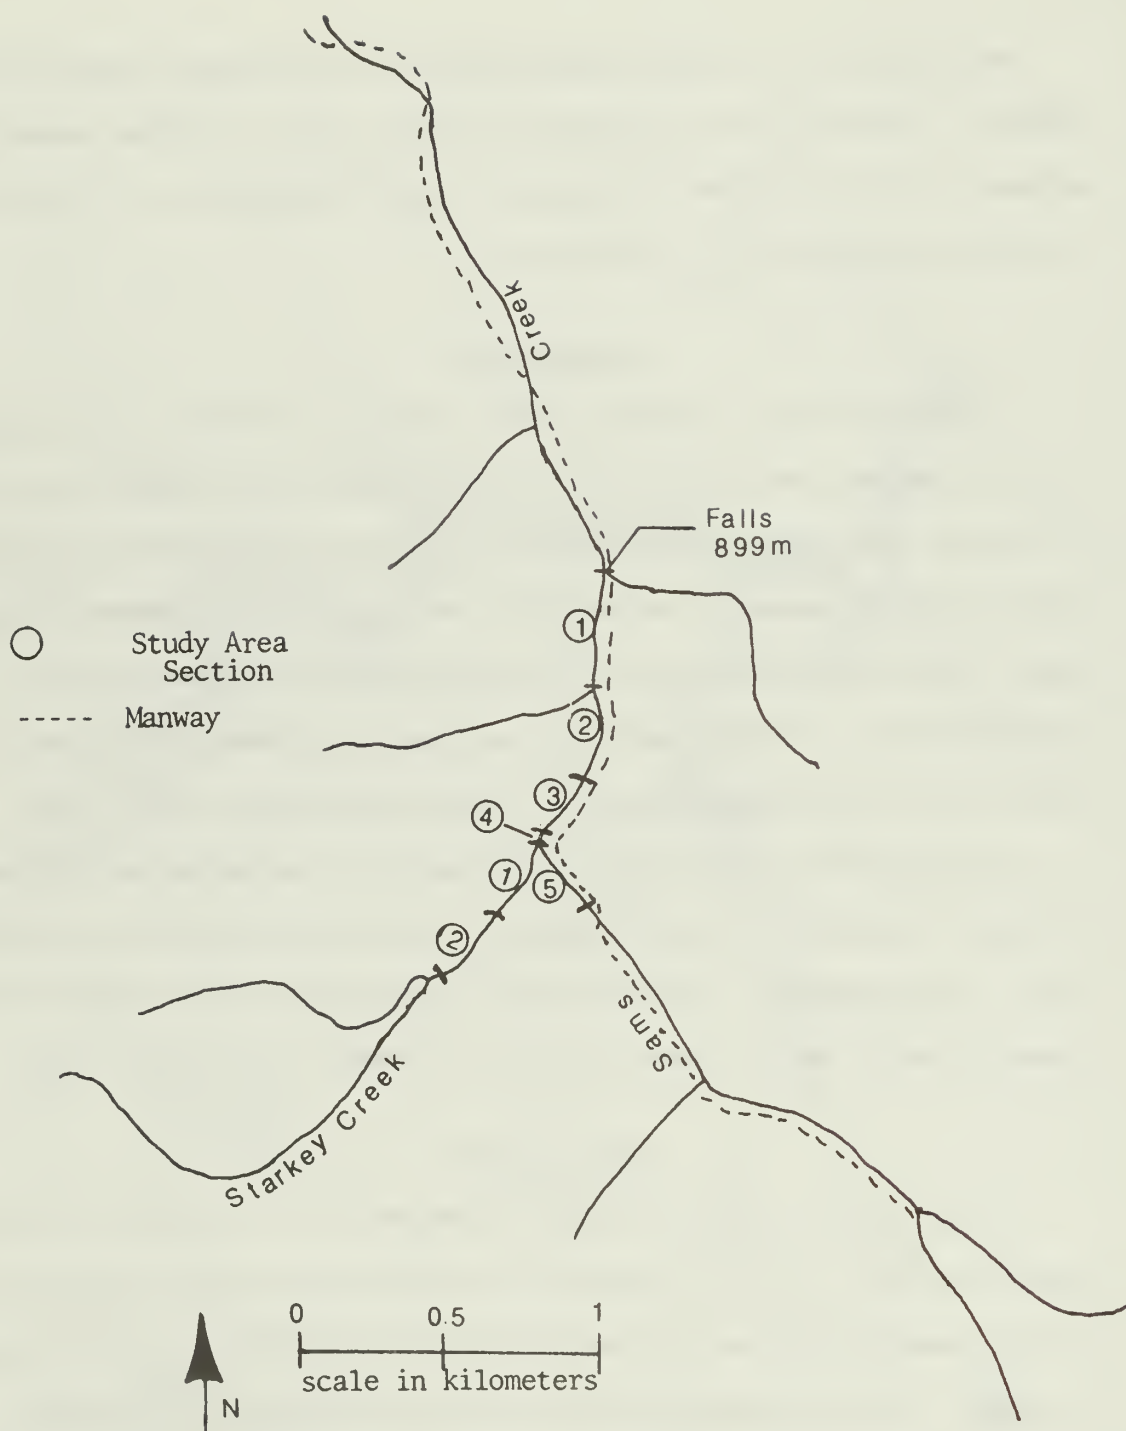 Creek
Falls
899m
1
Study Area
Section
Manway
2
3
4
1
5
2
Sams
Starkey Creek
0 0.5 1
scale in kilometers
N